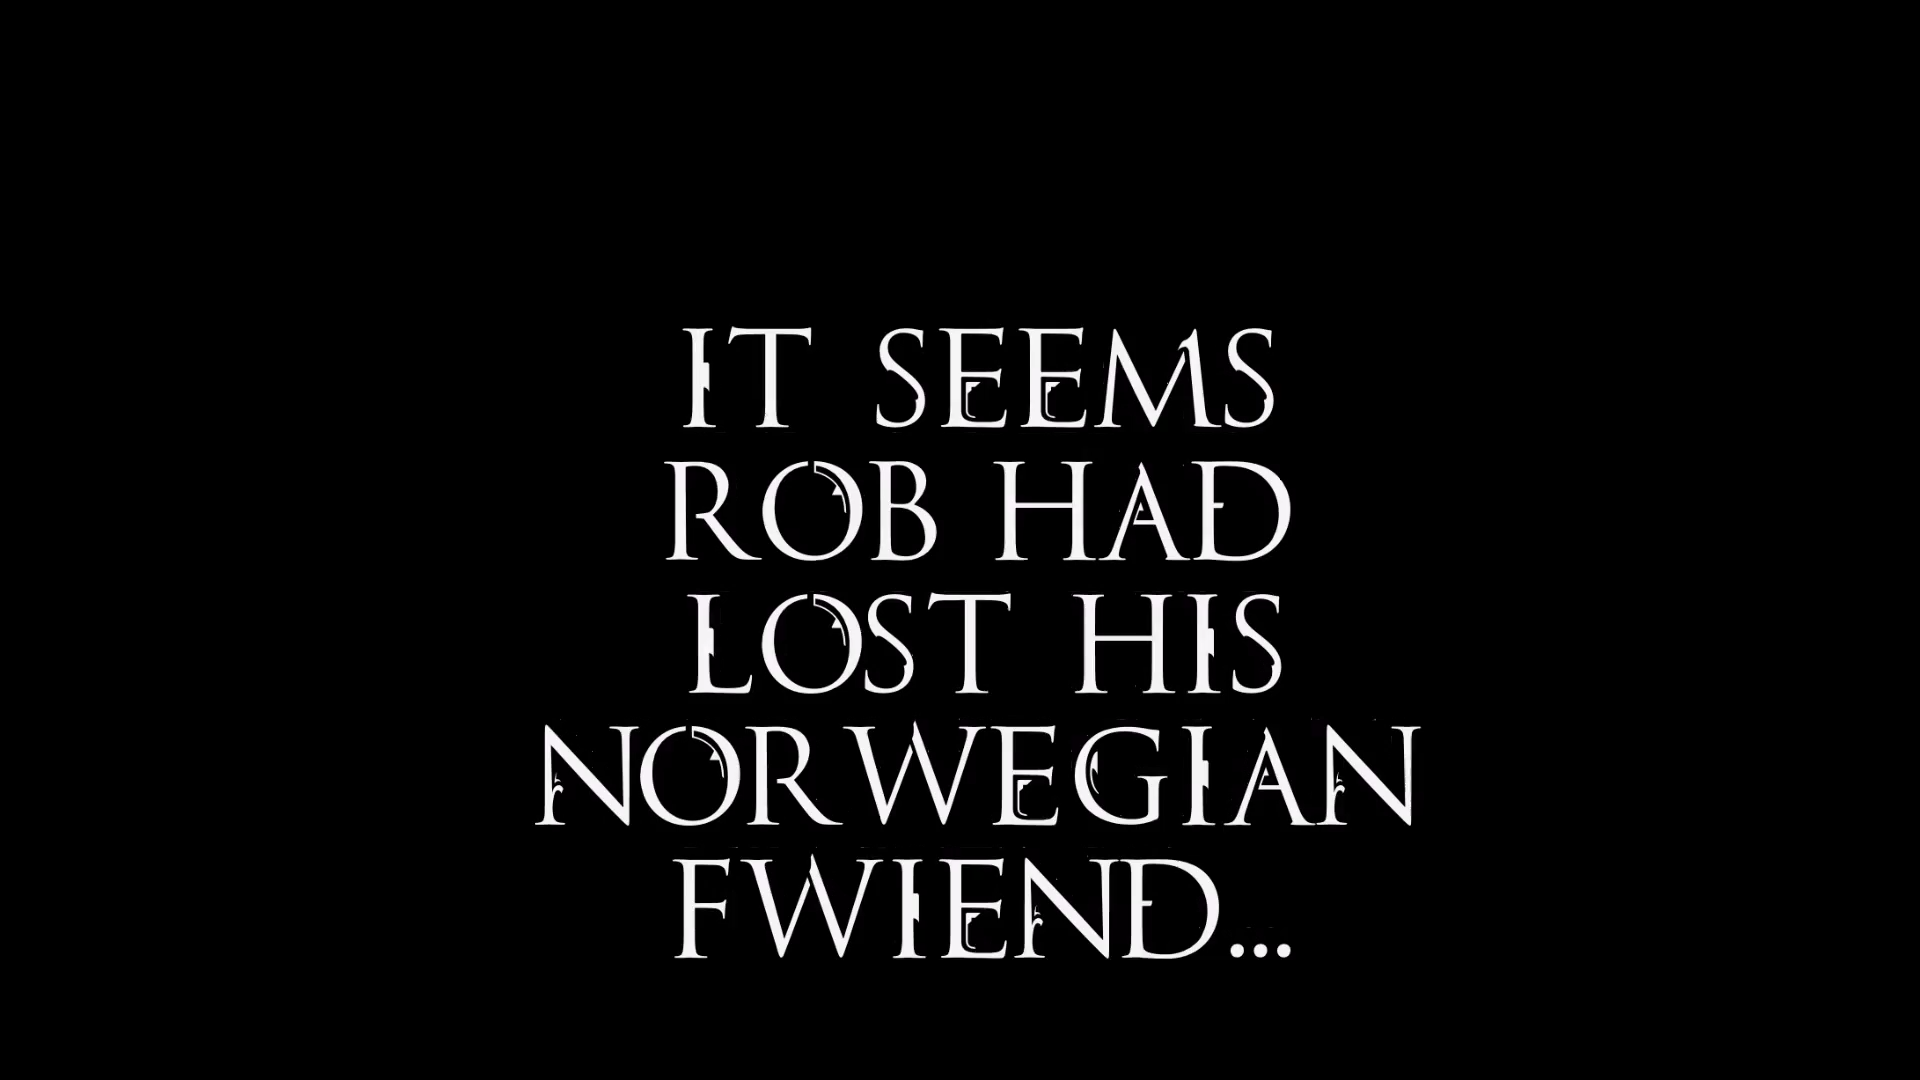 IT SEEMS
ROB HAD
LOST HIS
NORWEGIAN
FWIEND...